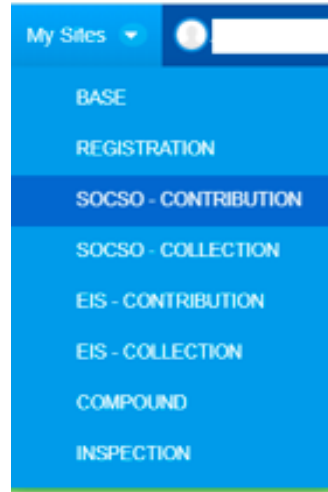 My Sites
BASE
REGISTRATION
SOCSO - CONTRIBUTION
SOCSO - COLLECTION
EIS - CONTRIBUTION
EIS - COLLECTION
COMPOUND
INSPECTION